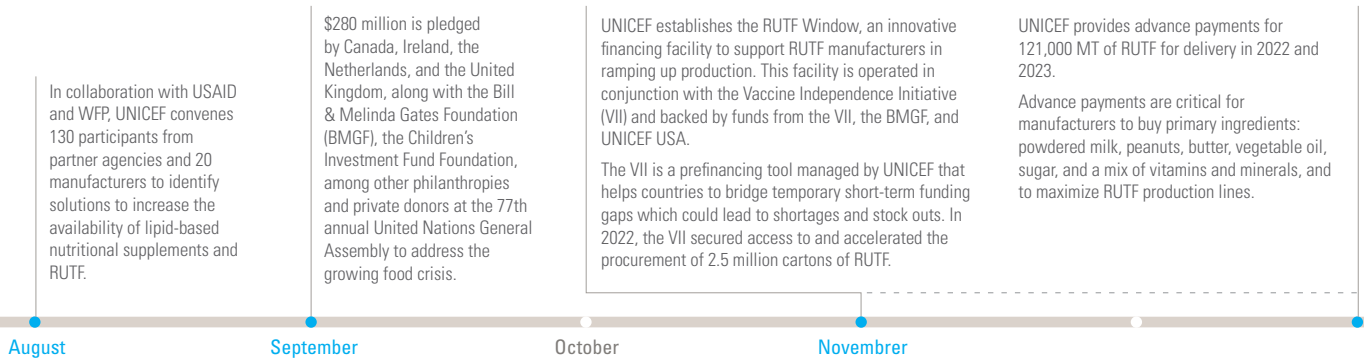 In collaboration with USAID
and WFP, UNICEF convenes
130 participants from
partner agencies and 20
manufacturers to identify
solutions to increase the
availability of lipid-based
nutritional supplements and
RUTF.
$280 million is pledged
by Canada, Ireland, the
Netherlands, and the United
Kingdom, along with the Bill
& Melinda Gates Foundation
(BMGF), the Children's
Investment Fund Foundation,
among other philanthropies
and private donors at the 77th
annual United Nations General
Assembly to address the
growing food crisis.
UNICEF establishes the RUTF Window, an innovative
financing facility to support RUTF manufacturers in
ramping up production. This facility is operated in
conjunction with the Vaccine Independence Initiative
(VII) and backed by funds from the VII, the BMGF, and
UNICEF USA.
The VII is a prefinancing tool managed by UNICEF that
helps countries to bridge temporary short-term funding
gaps which could lead to shortages and stock outs. In
2022, the VII secured access to and accelerated the
procurement of 2.5 million cartons of RUTF.
UNICEF provides advance payments for
121,000 MT of RUTF for delivery in 2022 and
2023.
Advance payments are critical for
manufacturers to buy primary ingredients:
powdered milk, peanuts, butter, vegetable oil,
sugar, and a mix of vitamins and minerals, and
to maximize RUTF production lines.
August
September
October
Novembrer